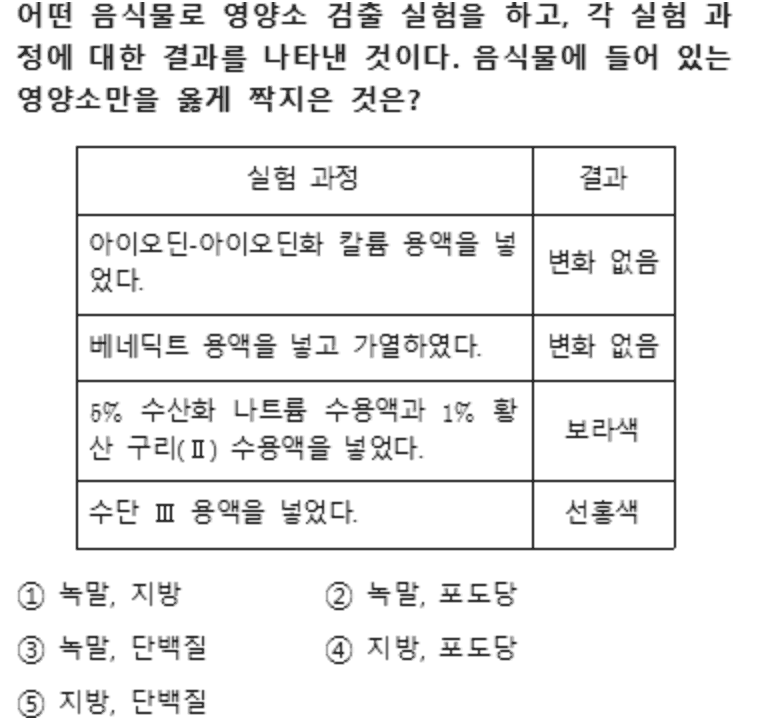 어떤 음식물로 영양소 검출 실험을 하고, 각 실험 과
정에 대한 결과를 나타낸 것이다. 음식물에 들어 있는
영양소만을 옳게 짝지은 것은?
실험 과정 결과
아이오딘-아이오딘화 칼륨 용액을 넣
었다.
변화 없음
베네딕트 용액을 넣고 가열하였다. 변화 없음
5% 수산화 나트륨 수용액과 1% 황
산 구리(Ⅱ) 수용액을 넣었다.
보라색
수단 Ⅲ 용액을 넣었다. 선홍색
① 녹말, 지방 ② 녹말, 포도당
③ 녹말, 단백질 ④ 지방, 포도당
⑤ 지방, 단백질